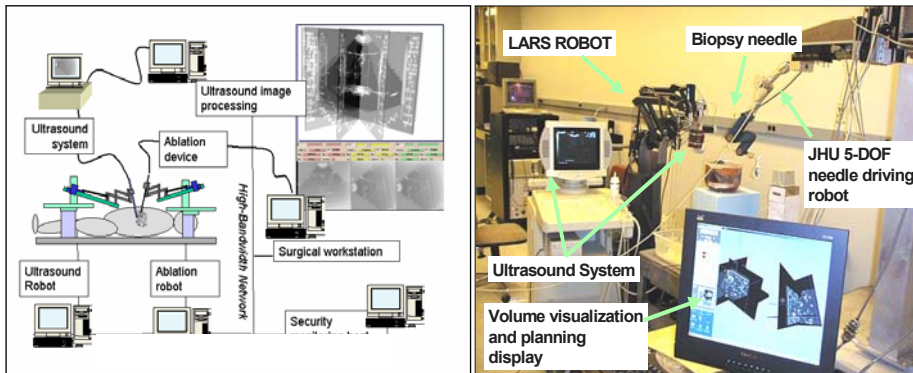 Ultrasound image
processing
Ultrasound
system
Ablation
device
High-Bandwidth Network
Surgical workstation
Ultrasound
Robot
Ablation
robot
Security
LARS ROBOT
Biopsy needle
JHU 5-DOF
needle driving
robot
Ultrasound System
Volume visualization
and planning
display